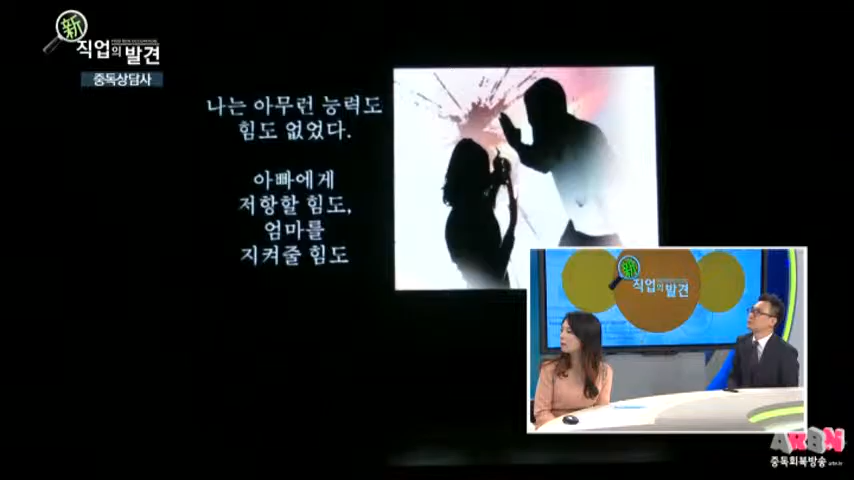 新
직업의 발견
중독상담사
나는 아무런 능력도
힘도 없었다.
아빠에게
저항할 힘도,
엄마를
지켜줄 힘도
新
직업의 발견
ARBN
중독회복방송